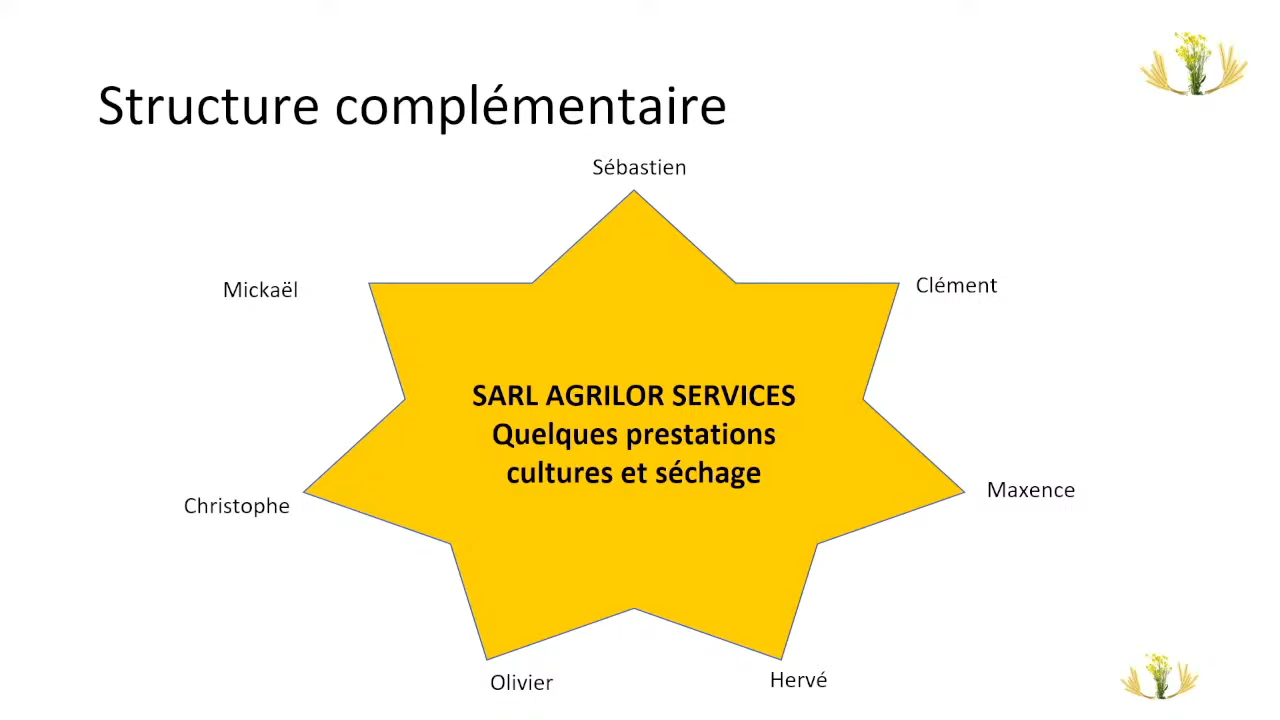 Structure complémentaire
Sébastien
Mickaël
Clément
SARL AGRILOR SERVICES
Quelques prestations
cultures et séchage
Christophe
Maxence
Olivier
Hervé